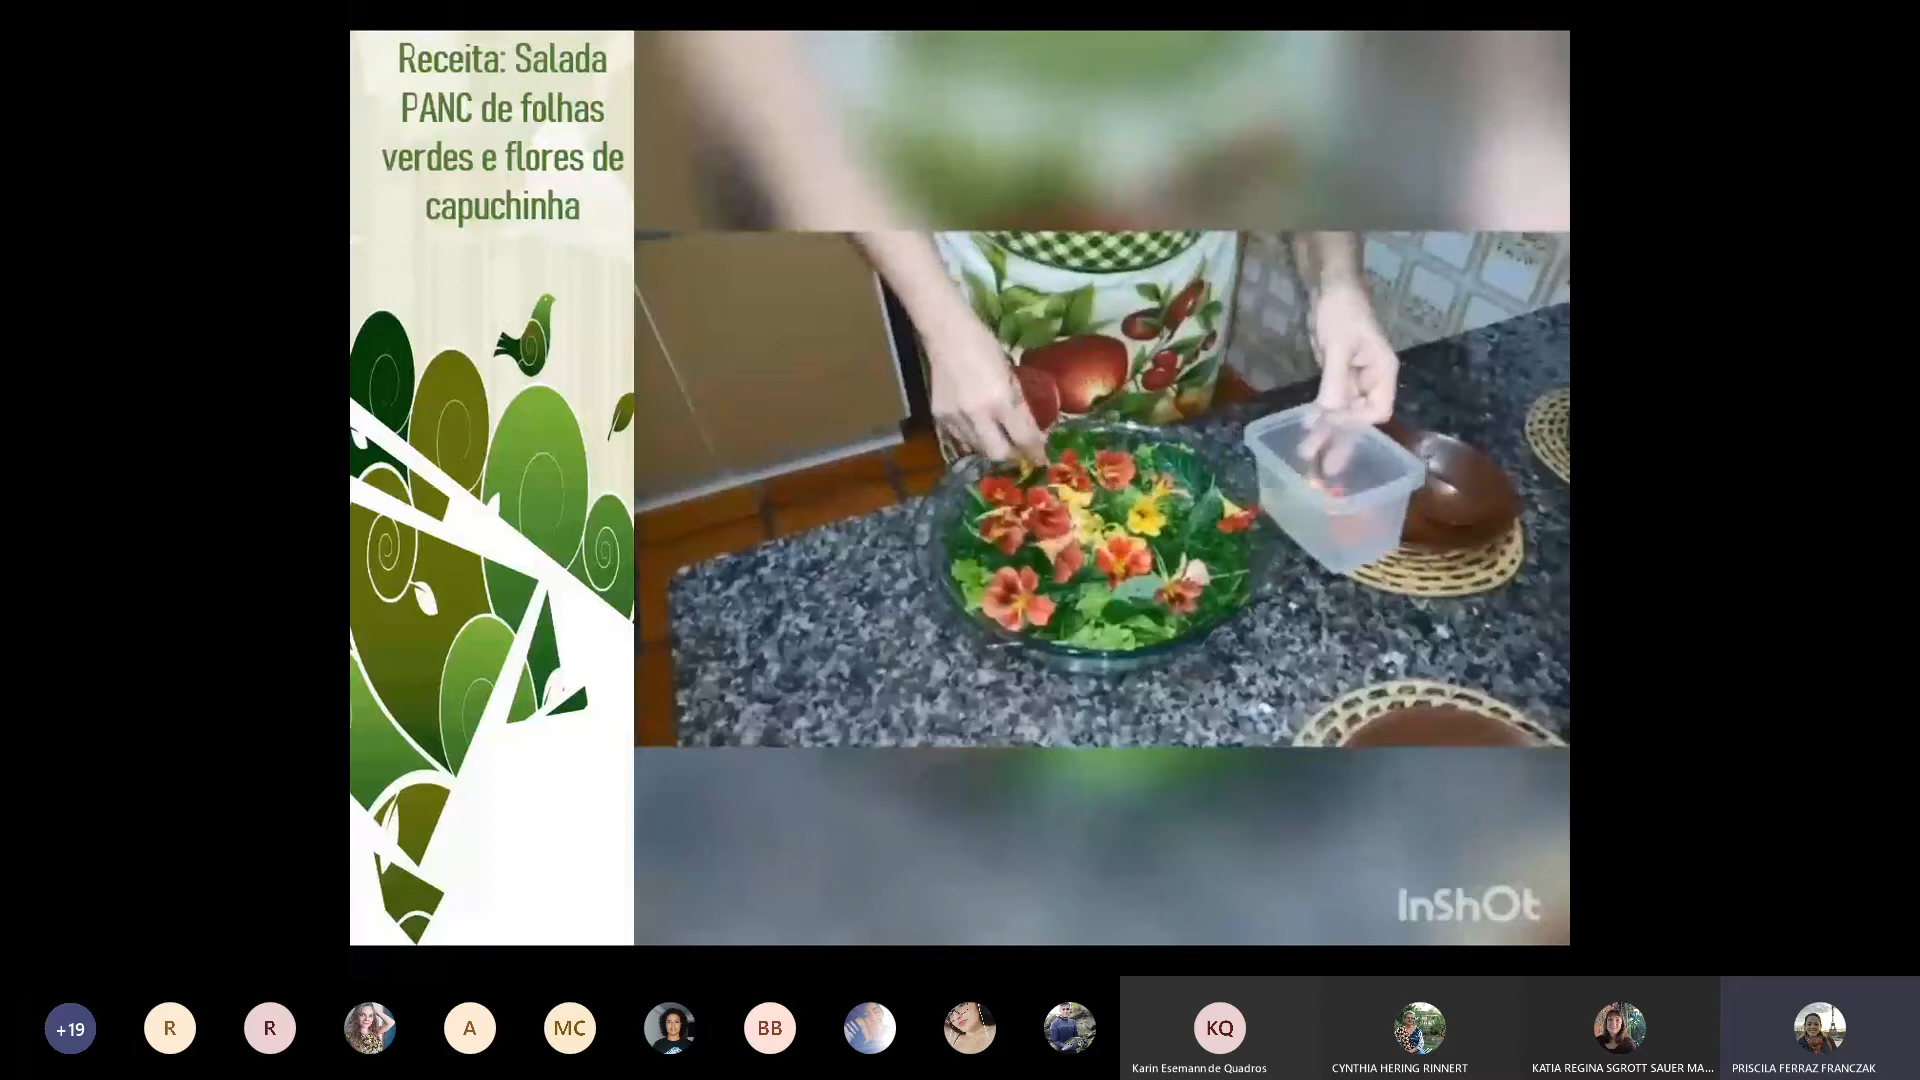 Receita: Salada
PANC de folhas
verdes e flores de
capuchinha
InShOt
+19
R
R
A
MC
BB
KQ
Karin Esemann de Quadros
CYNTHIA HERING RINNERT
KATIA REGINA SGROTT SAUER MA...
PRISCILA FERRAZ FRANCZAK